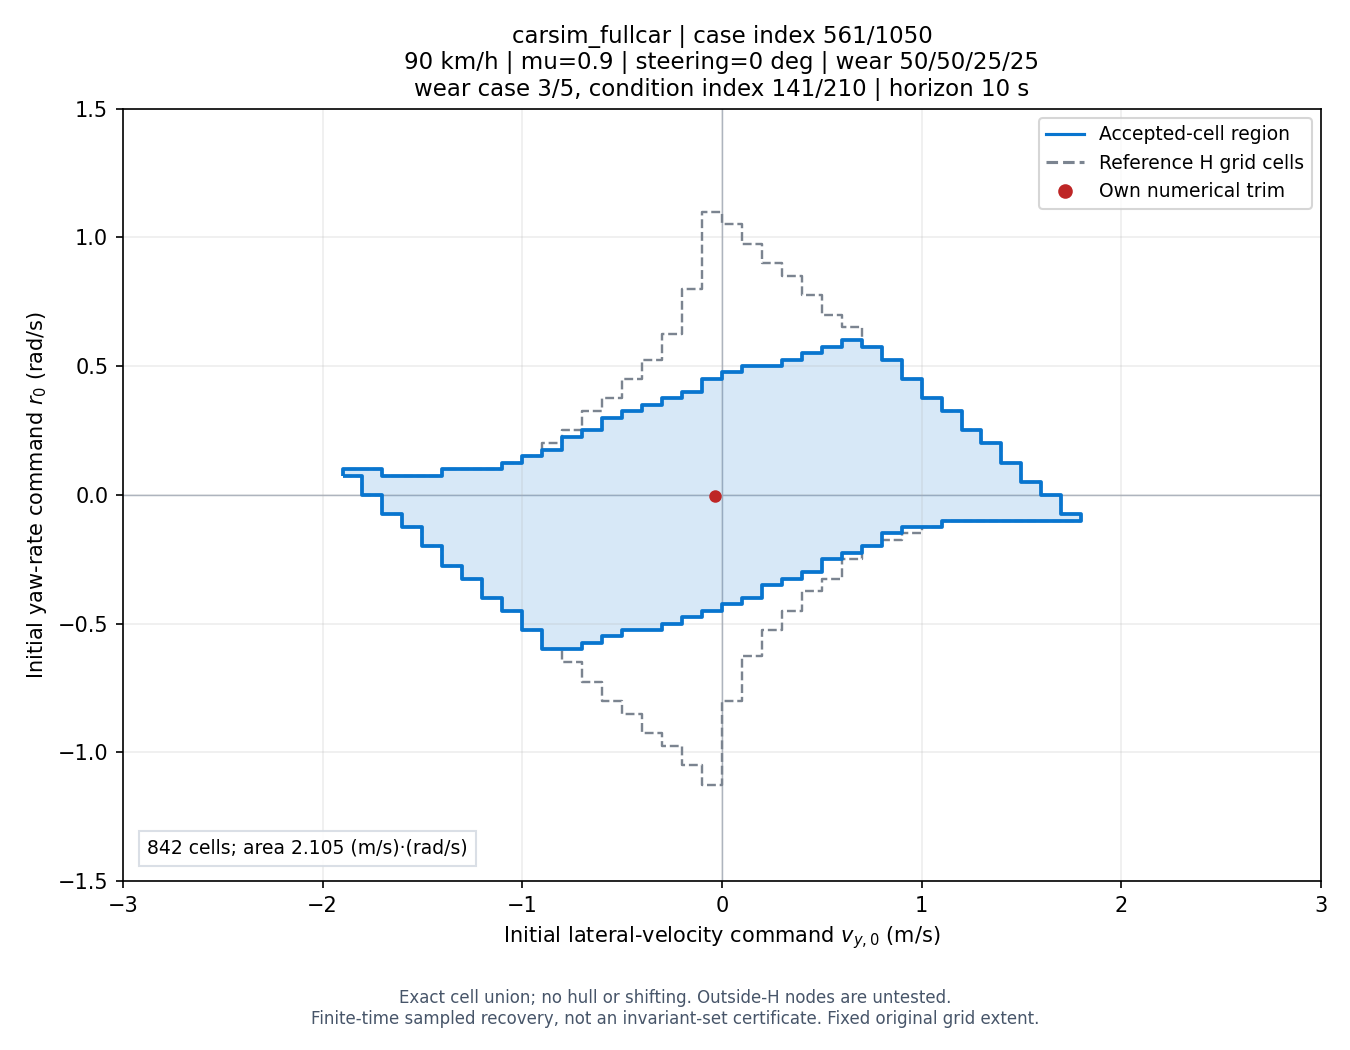 carsim_fullcar | case index 561/1050
90 km/h | mu=0.9 | steering=0 deg | wear 50/50/25/25
wear case 3/5, condition index 141/210 | horizon 10 s
Accepted-cell region
Reference H grid cells
Own numerical trim
1.5
1.0
0.5
0.0
−0.5
−1.0
−1.5
Initial yaw-rate command r0 (rad/s)
842 cells; area 2.105 (m/s)·(rad/s)
−3
−2
−1
0
1
2
3
Initial lateral-velocity command vy,0 (m/s)
Exact cell union; no hull or shifting. Outside-H nodes are untested.
Finite-time sampled recovery, not an invariant-set certificate. Fixed original grid extent.